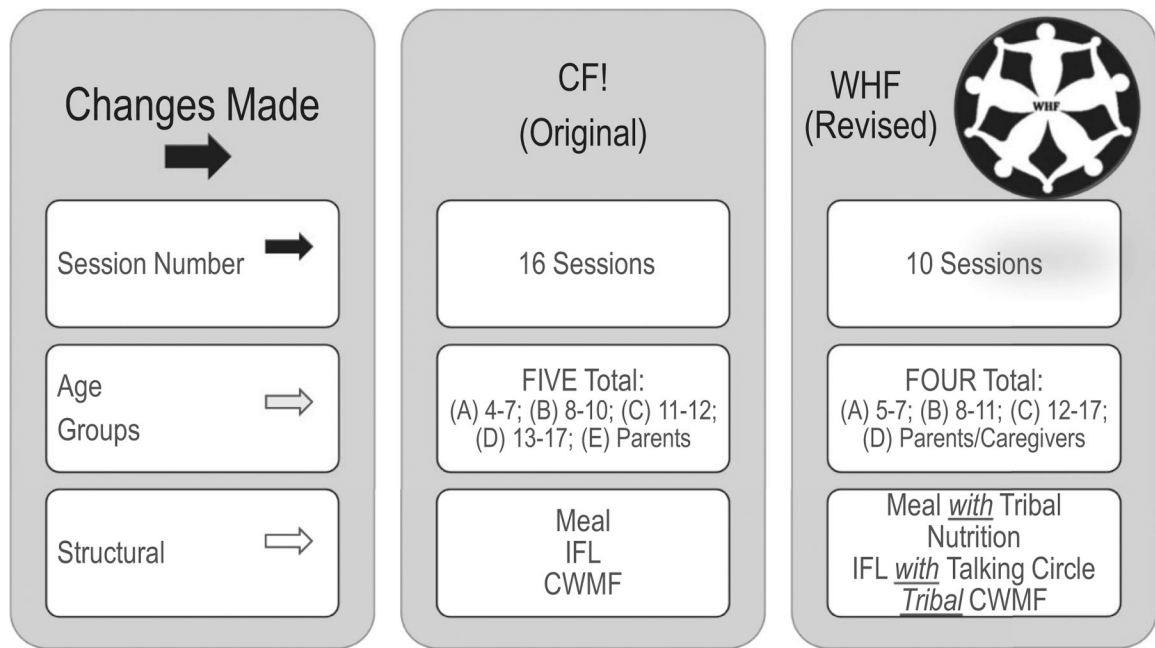 Changes Made
Session Number
Age
Groups
Structural
CF!
(Original)
16 Sessions
FIVE Total:
(A) 4-7; (B) 8-10; (C) 11-12;
(D) 13-17; (E) Parents
Meal
IFL
CWMF
WHF
(Revised)
WHF
10 Sessions
FOUR Total:
(A) 5-7; (B) 8-11; (C) 12-17;
(D) Parents/Caregivers
Meal with Tribal
Nutrition
IFL with Talking Circle
Tribal CWMF